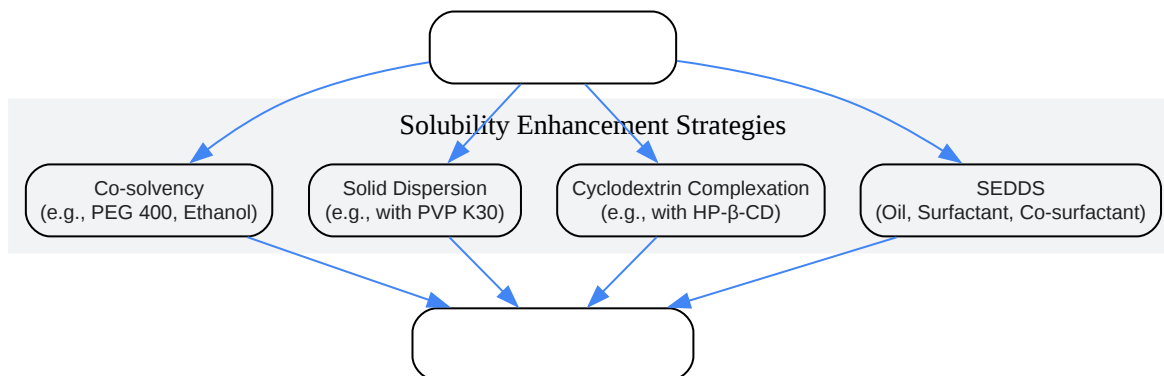 Solubility Enhancement Strategies
Co-solvency
(e.g., PEG 400, Ethanol)
Solid Dispersion
(e.g., with PVP K30)
Cyclodextrin Complexation
(e.g., with HP-β-CD)
SEDDS
(Oil, Surfactant, Co-surfactant)